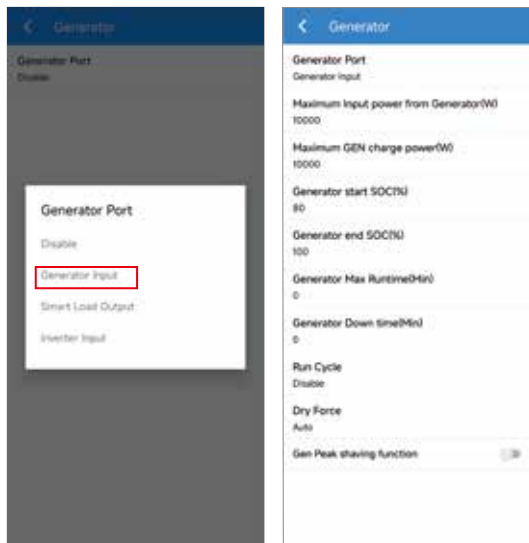 Generator
Generator Port
Disable
Generator Port
Disable
Generator Input
Smart Load Output
Inverter Input
Generator
Generator Port
Generator Input
Maximum Input power from Generator(W)
10000
Maximum GEN charge power(W)
10000
Generator start SOC(%)
80
Generator end SOC(%)
100
Generator Max Runtime(Min)
0
Generator Down time(Min)
0
Run Cycle
Disable
Dry Force
Auto
Gen Peak shaving function